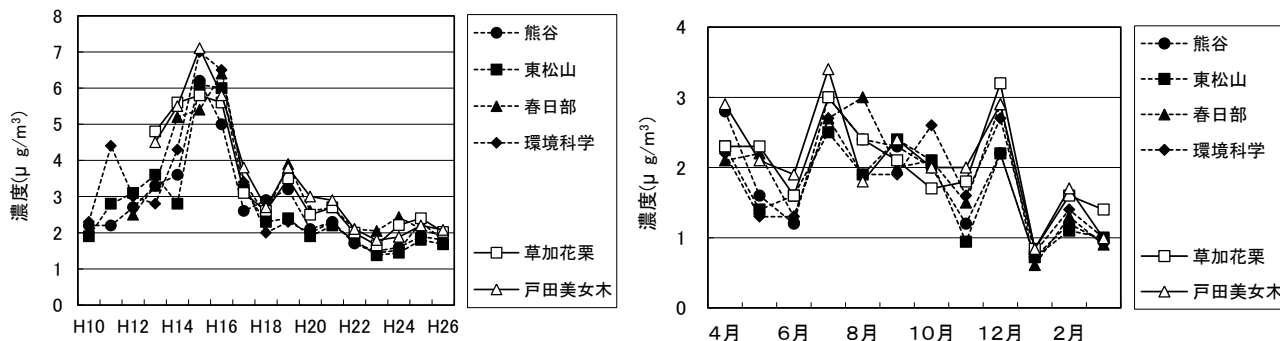 濃度(μ g/m³)
8
7
6
5
4
3
2
1
0
H10 H12 H14 H16 H18 H20 H22 H24 H26
熊谷
東松山
春日部
環境科学
草加花栗
戸田美女木
濃度(μ g/m³)
4
3
2
1
0
4月 6月 8月 10月 12月 2月
熊谷
東松山
春日部
環境科学
草加花栗
戸田美女木